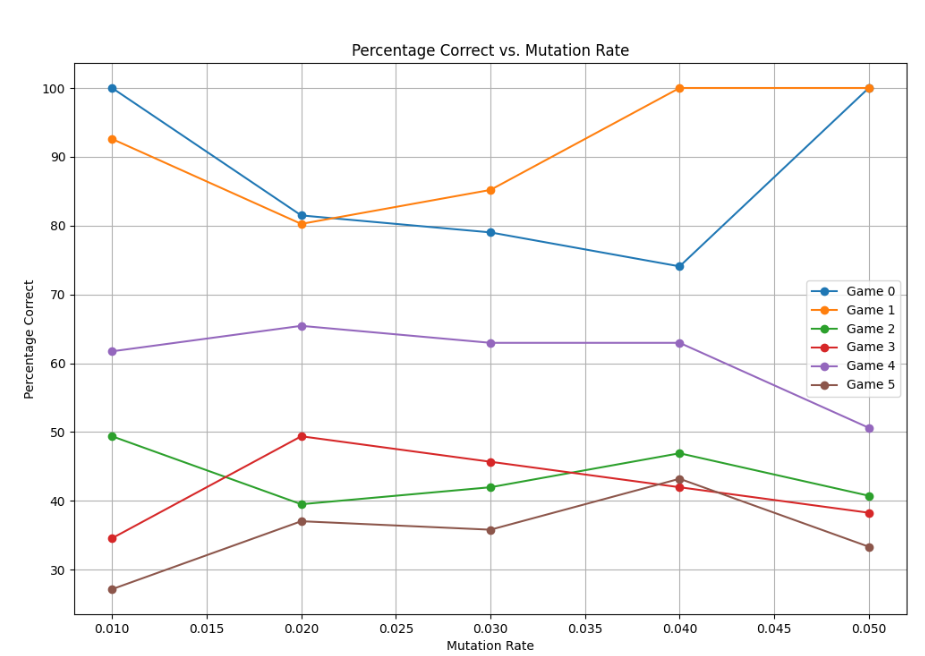 Percentage Correct vs. Mutation Rate
100
90
80
70
60
50
40
30
Percentage Correct
Game 0
Game 1
Game 2
Game 3
Game 4
Game 5
0.010 0.015 0.020 0.025 0.030 0.035 0.040 0.045 0.050
Mutation Rate